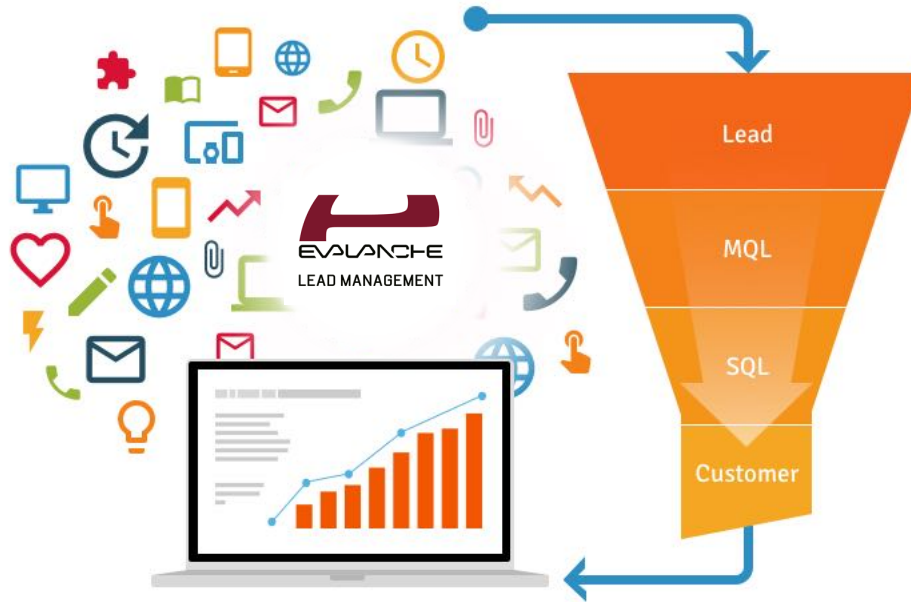 EVALANCHE
LEAD MANAGEMENT
Lead
MQL
SQL
Customer